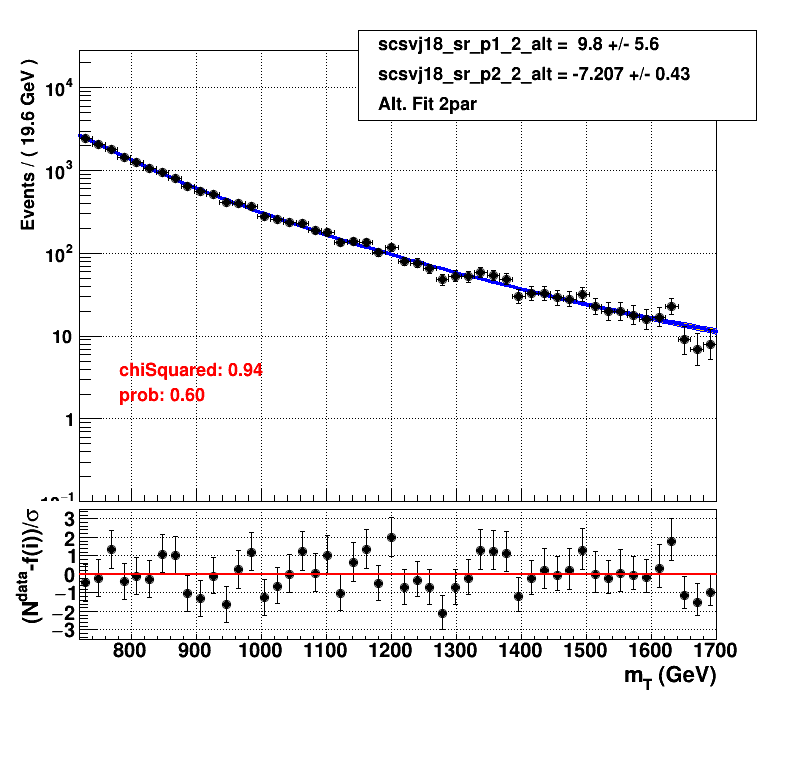 scsvj18_sr_p1_2_alt = 9.8 +/- 5.6
scsvj18_sr_p2_2_alt = -7.207 +/- 0.43
Alt. Fit 2par
Events / ( 19.6 GeV )
10⁴
10³
10²
10
1
10⁻¹
chiSquared: 0.94
prob: 0.60
(N^data-f(i))/σ
3
2
1
0
−1
−2
−3
800 900 1000 1100 1200 1300 1400 1500 1600 1700
m_T (GeV)